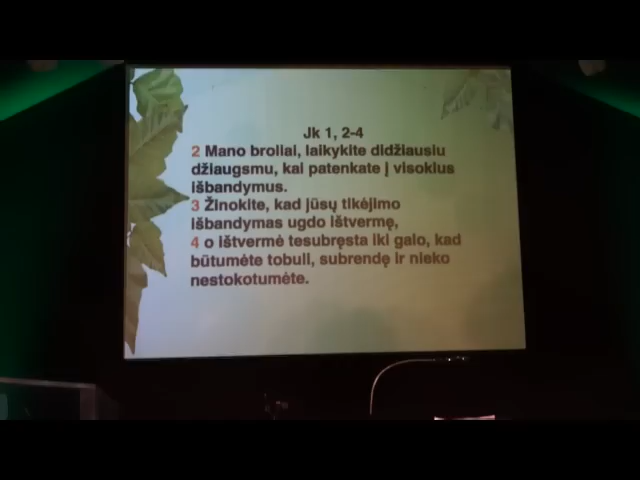 Jk 1, 2-4
2 Mano broliai, laikykite didžiausiu
džiaugsmu, kai patenkate į visokius
išbandymus.
3 Žinokite, kad jūsų tikėjimo
išbandymas ugdo ištvermę,
4 o ištvermė tesubręsta iki galo, kad
būtumėte tobuli, subrendę ir nieko
nestokotumėte.